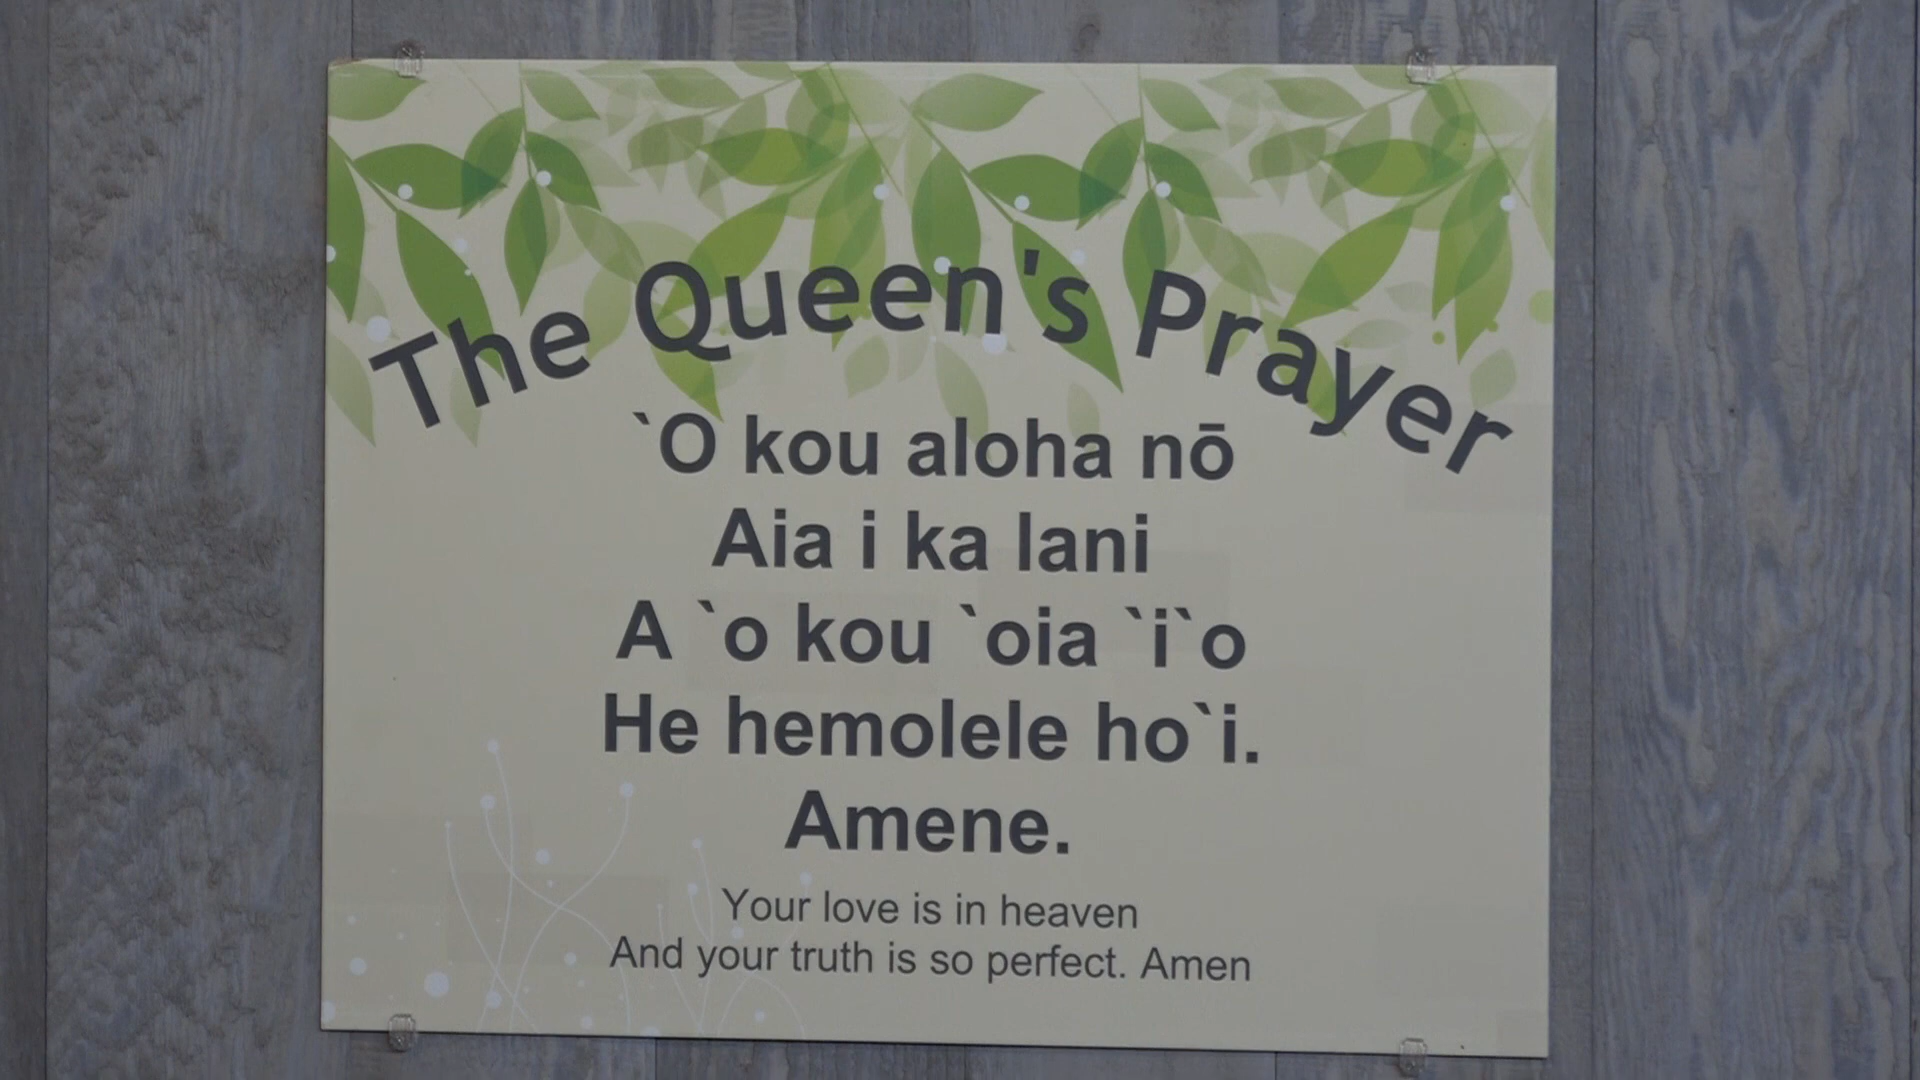 The Queen's Prayer
`O kou aloha nō
Aia i ka lani
A `o kou `oia `i`o
He hemolele ho`i.
Amene.
Your love is in heaven
And your truth is so perfect. Amen